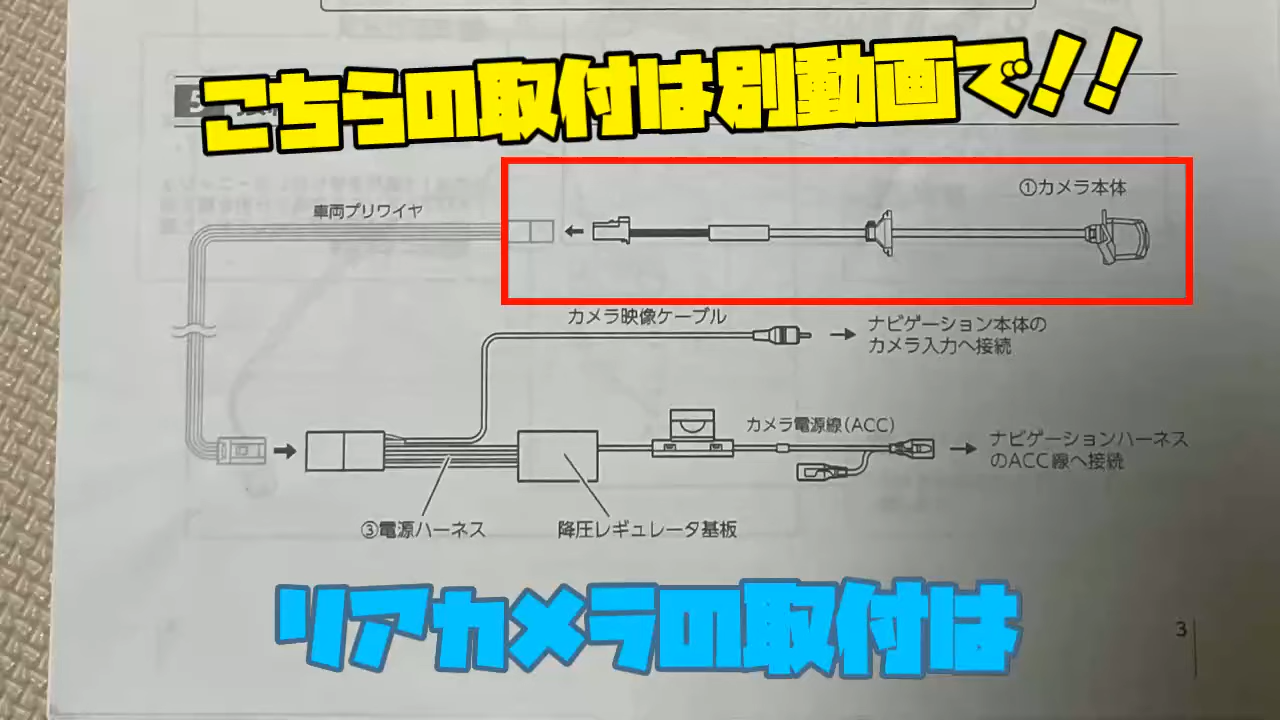 こちらの取付は別動画で!!
5
①カメラ本体
車両プリワイヤ
カメラ映像ケーブル
ナビゲーション本体の
カメラ入力へ接続
カメラ電源線(ACC)
ナビゲーションハーネス
のACC線へ接続
③電源ハーネス
降圧レギュレータ基板
リアカメラの取付は
3